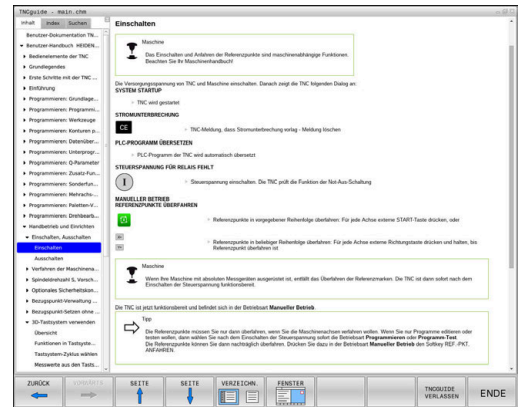 TNCguide - main.chm
Inhalt Index Suchen
Benutzer-Dokumentation TN...
Benutzer-Handbuch HEIDEN...
Bedienelemente der TNC
Grundlegendes
Erste Schritte mit der TNC ...
Einführung
Programmieren: Grundlage...
Programmieren: Programmi...
Programmieren: Werkzeuge
Programmieren: Konturen p...
Programmieren: Datenüber...
Programmieren: Unterprogr...
Programmieren: Q-Parameter
Programmieren: Zusatz-Fun...
Programmieren: Sonderfun...
Programmieren: Mehrachs-...
Programmieren: Paletten-V...
Programmieren: Drehbearb...
Handbetrieb und Einrichten
Einschalten, Ausschalten
Einschalten
Ausschalten
Verfahren der Maschinena...
Spindeldrehzahl S, Vorsch...
Optionales Sicherheitskon...
Bezugspunkt-Verwaltung ...
Bezugspunkt-Setzen ohne ...
3D-Tastsystem verwenden
Übersicht
Funktionen in Tastsyste...
Tastsystem-Zyklus wählen
Messwerte aus den Tasts...
Einschalten
Maschine
Das Einschalten und Anfahren der Referenzpunkte sind maschinenabhängige Funktionen.
Beachten Sie Ihr Maschinenhandbuch!
Die Versorgungsspannung von TNC und Maschine einschalten. Danach zeigt die TNC folgenden Dialog an:
SYSTEM STARTUP
TNC wird gestartet
STROMUNTERBRECHUNG
CE
TNC-Meldung, dass Stromunterbrechung vorlag - Meldung löschen
PLC-PROGRAMM ÜBERSETZEN
PLC-Programm der TNC wird automatisch übersetzt
STEUERSPANNUNG FÜR RELAIS FEHLT
I
Steuerspannung einschalten. Die TNC prüft die Funktion der Not-Aus-Schaltung
MANUELLER BETRIEB
REFERENZPUNKTE ÜBERFAHREN
Referenzpunkte in vorgegebener Reihenfolge überfahren: Für jede Achse externe START-Taste drücken, oder
Referenzpunkte in beliebiger Reihenfolge überfahren: Für jede Achse externe Richtungstaste drücken und halten, bis
Referenzpunkt überfahren ist
Maschine
Wenn Ihre Maschine mit absoluten Messgeräten ausgerüstet ist, entfällt das Überfahren der Referenzmarken. Die TNC ist dann sofort nach dem
Einschalten der Steuerspannung funktionsbereit.
Die TNC ist jetzt funktionsbereit und befindet sich in der Betriebsart Manueller Betrieb.
Tipp
Die Referenzpunkte müssen Sie nur dann überfahren, wenn Sie die Maschinenachsen verfahren wollen. Wenn Sie nur Programme editieren oder
testen wollen, dann wählen Sie nach dem Einschalten der Steuerspannung sofort die Betriebsart Programmieren oder Programm-Test.
Die Referenzpunkte können Sie dann nachträglich überfahren. Drücken Sie dazu in der Betriebsart Manueller Betrieb den Softkey REF.-PKT.
ANFAHREN.
ZURÜCK
SEITE
SEITE
VERZEICHN.
FENSTER
TNCGUIDE
VERLASSEN
ENDE